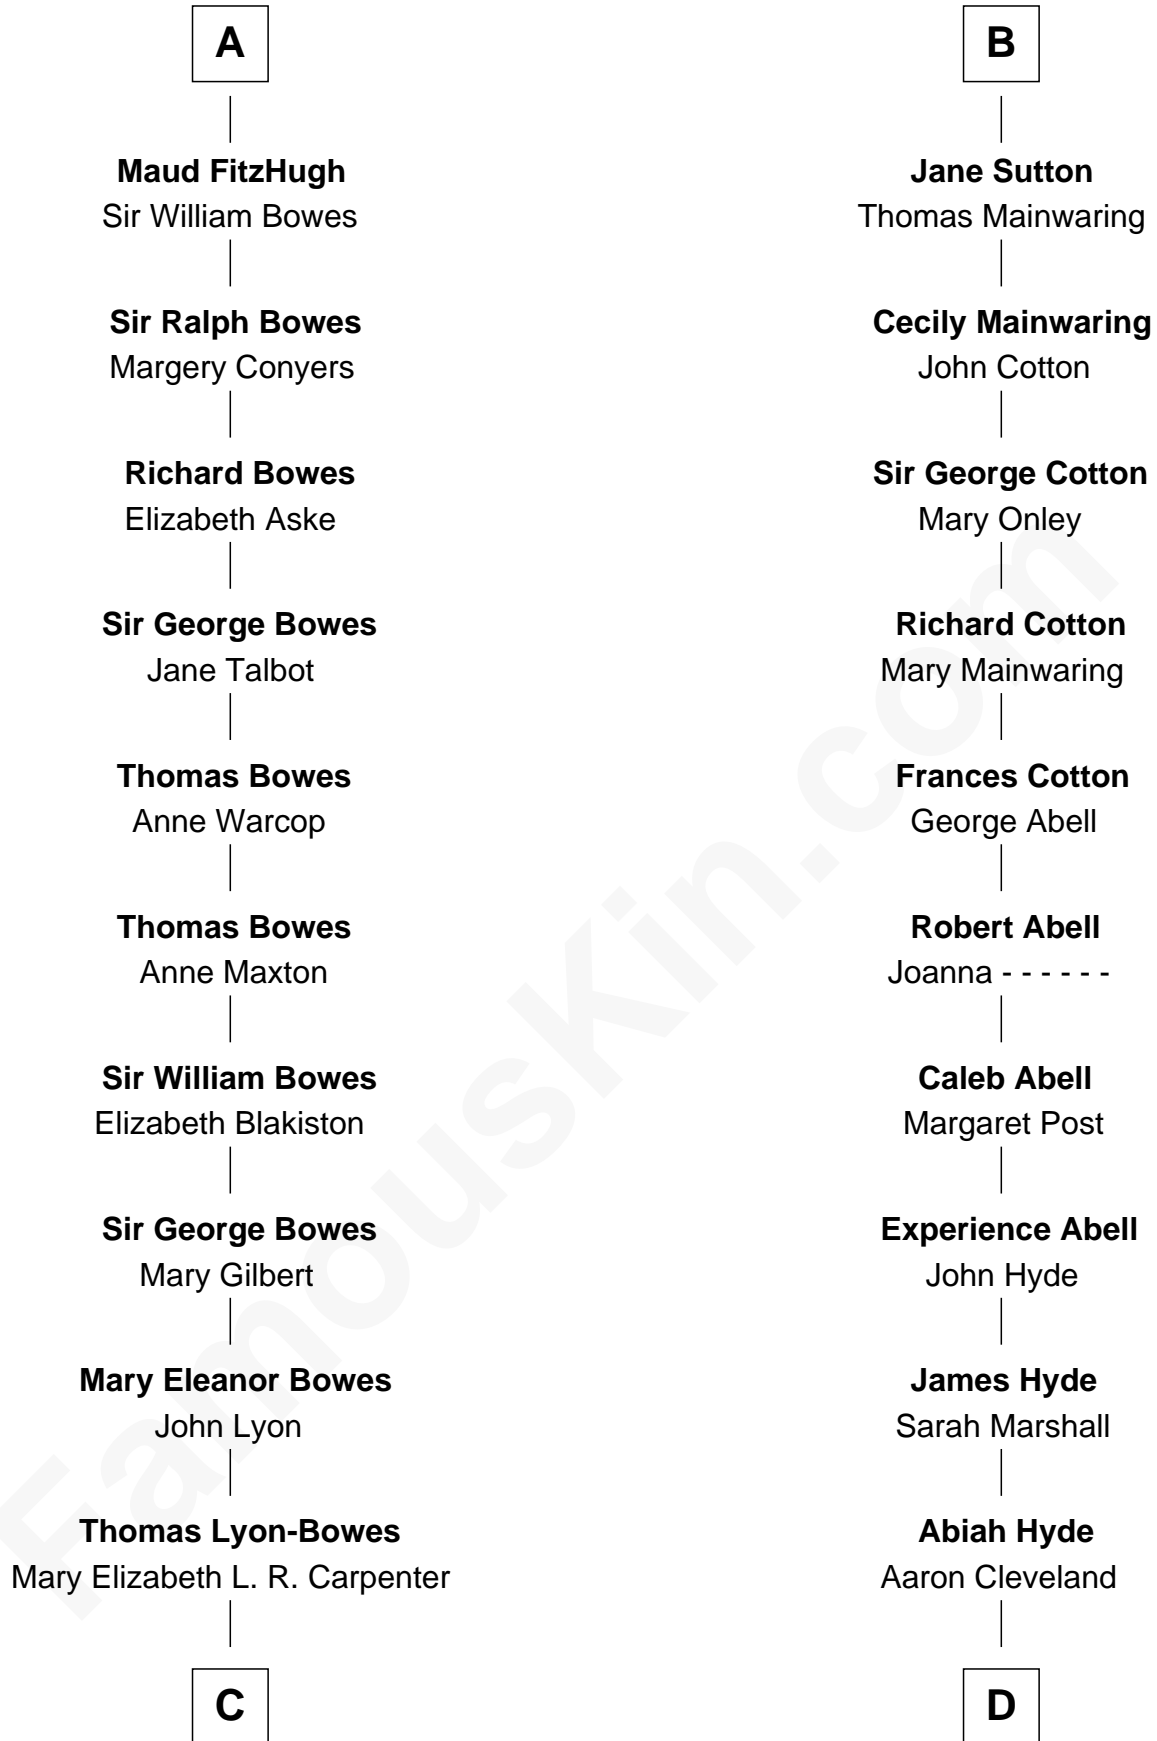 A
Maud FitzHugh
Sir William Bowes
Sir Ralph Bowes
Margery Conyers
Richard Bowes
Elizabeth Aske
Sir George Bowes
Jane Talbot
Thomas Bowes
Anne Warcop
Thomas Bowes
Anne Maxton
Sir William Bowes
Elizabeth Blakiston
Sir George Bowes
Mary Gilbert
Mary Eleanor Bowes
John Lyon
Thomas Lyon-Bowes
Mary Elizabeth L. R. Carpenter
C
B
Jane Sutton
Thomas Mainwaring
Cecily Mainwaring
John Cotton
Sir George Cotton
Mary Onley
Richard Cotton
Mary Mainwaring
Frances Cotton
George Abell
Robert Abell
Joanna - - - - - -
Caleb Abell
Margaret Post
Experience Abell
John Hyde
James Hyde
Sarah Marshall
Abiah Hyde
Aaron Cleveland
D
FamousKin.com